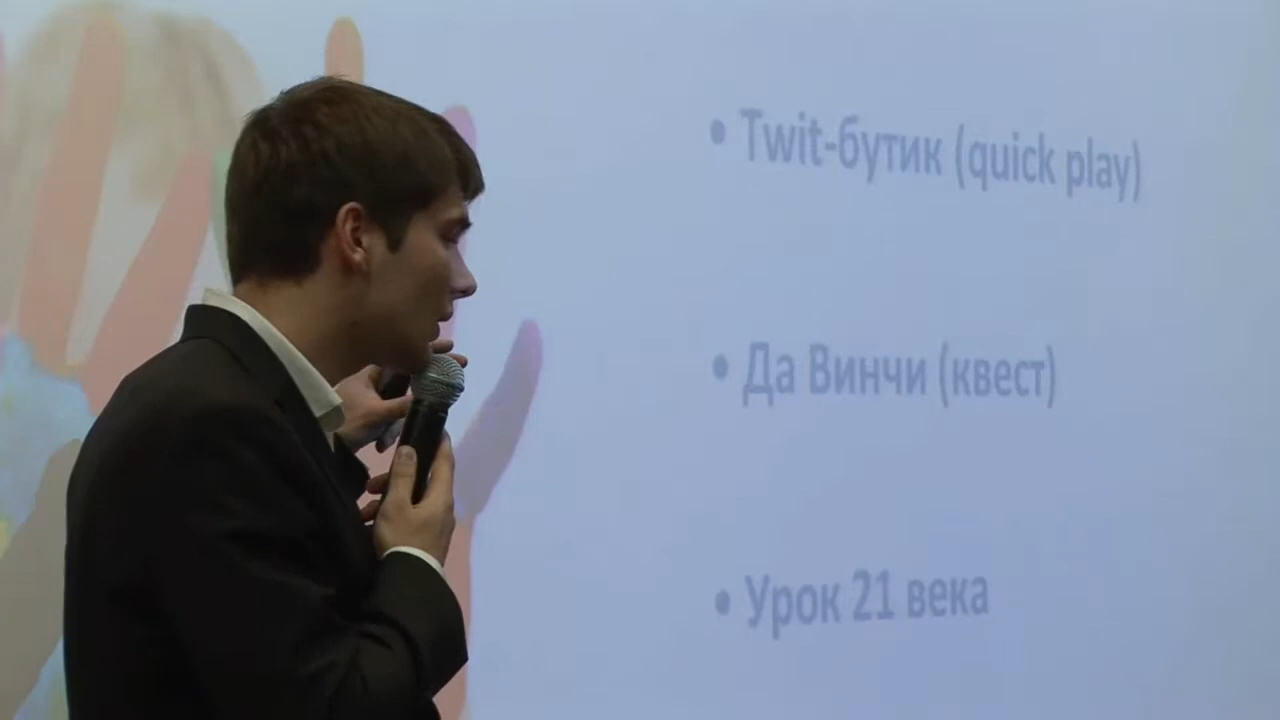 • Twit-бутик (quick play)
• Да Винчи (квест)
• Урок 21 века